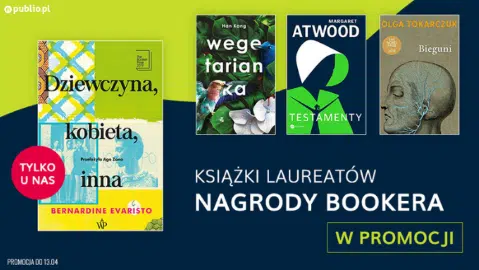 publio.pl
Dziewczyna,
kobieta,
Przełożyła Aga Zano
inna
BERNARDINE EVARISTO
TYLKO
U NAS
Han Kang
wege
tarian
ka
MARGARET
ATWOOD
TESTAMENTY
OLGA TOKARCZUK
Bieguni
KSIĄŻKI LAUREATÓW
NAGRODY BOOKERA
W PROMOCJI
PROMOCJA DO 13.04